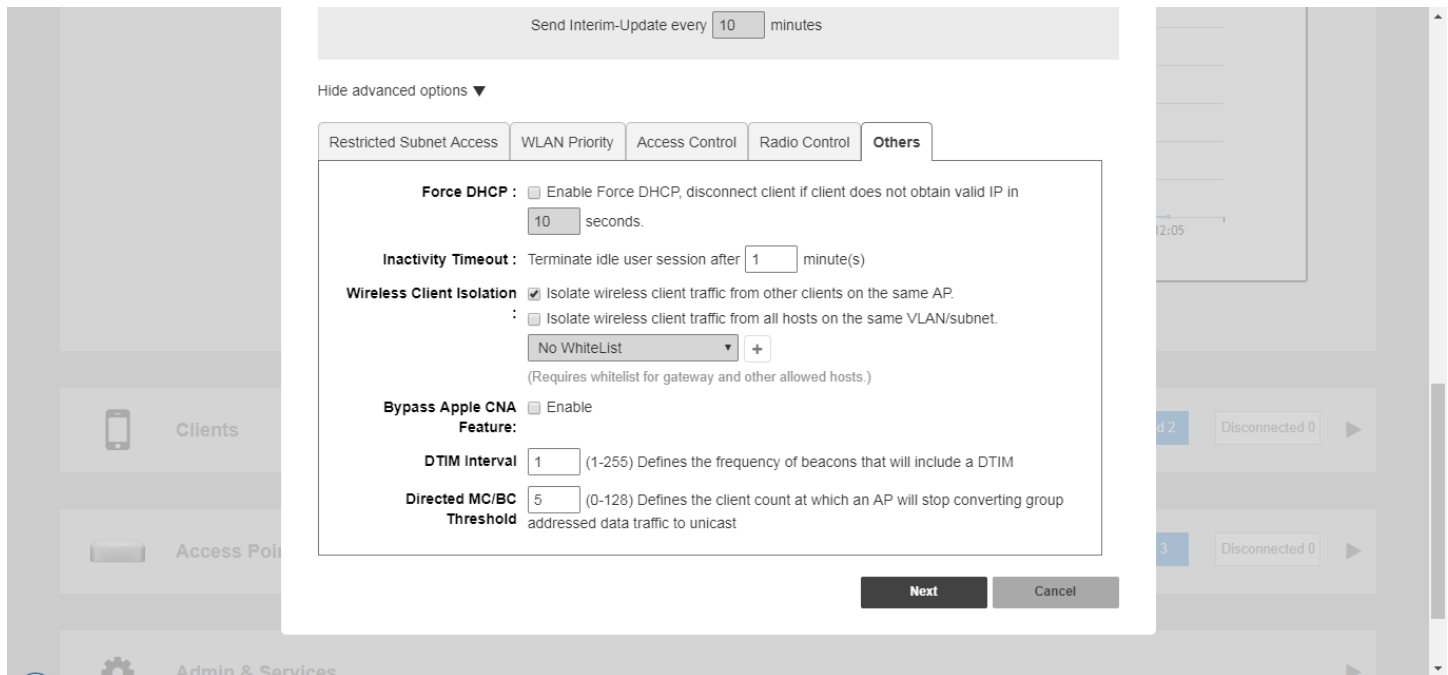 Send Interim-Update every 10 minutes
Hide advanced options ▼
Restricted Subnet Access WLAN Priority Access Control Radio Control Others
Force DHCP : Enable Force DHCP, disconnect client if client does not obtain valid IP in
10 seconds.
Inactivity Timeout : Terminate idle user session after 1 minute(s)
Wireless Client Isolation Isolate wireless client traffic from other clients on the same AP.
: Isolate wireless client traffic from all hosts on the same VLAN/subnet.
No WhiteList ▼ +
(Requires whitelist for gateway and other allowed hosts.)
Bypass Apple CNA Enable
Feature:
DTIM Interval 1 (1-255) Defines the frequency of beacons that will include a DTIM
Directed MC/BC 5 (0-128) Defines the client count at which an AP will stop converting group
Threshold addressed data traffic to unicast
Next Cancel
12:05
Clients d 2 Disconnected 0
Access Poi 3 Disconnected 0
Admin & Services